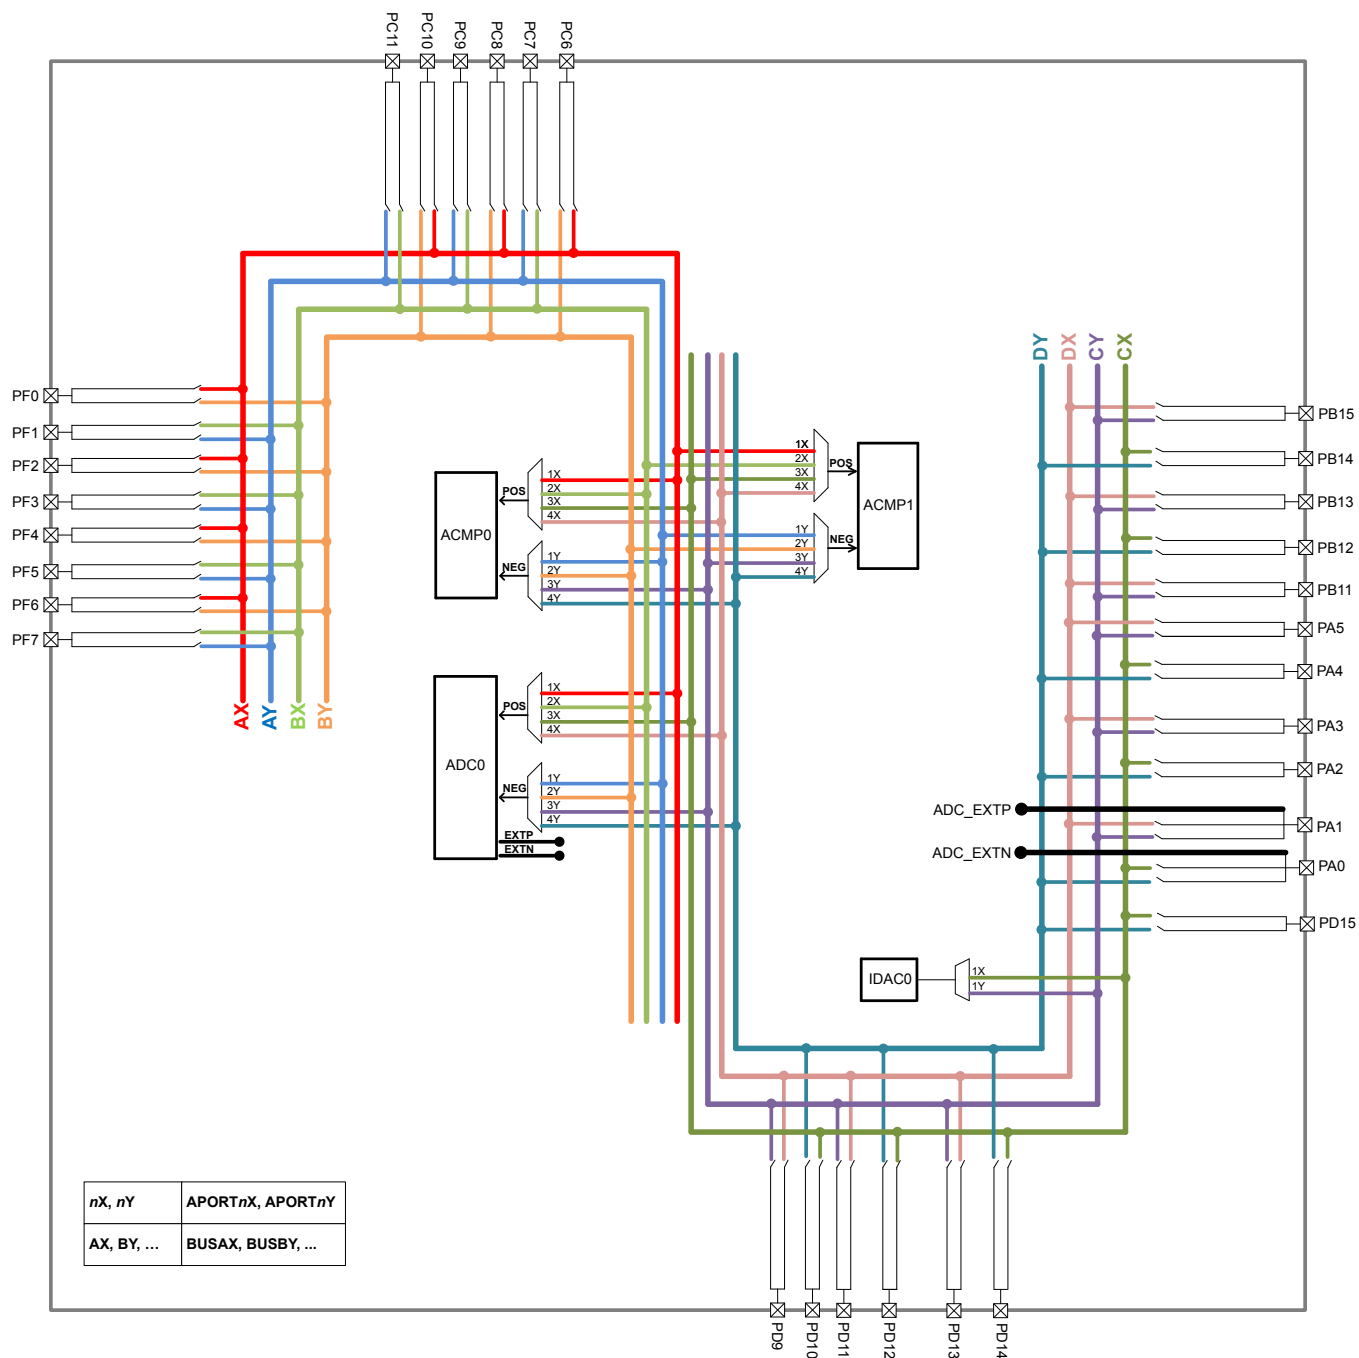 PC11
PC10
PC9
PC8
PC7
PC6
PF0
PF1
PF2
PF3
PF4
PF5
PF6
PF7
AX
AY
BX
BY
DY
DX
CY
CX
PB15
PB14
PB13
PB12
PB11
PA5
PA4
PA3
PA2
PA1
PA0
PD15
ACMP0
POS
1X
2X
3X
4X
NEG
1Y
2Y
3Y
4Y
ACMP1
1X
2X
3X
4X
POS
1Y
2Y
3Y
4Y
NEG
ADC0
POS
1X
2X
3X
4X
NEG
1Y
2Y
3Y
4Y
EXTP
EXTN
ADC_EXTP
ADC_EXTN
IDAC0
1X
1Y
nX, nY APORTnX, APORTnY
AX, BY, … BUSAX, BUSBY, ...
PD9
PD10
PD11
PD12
PD13
PD14